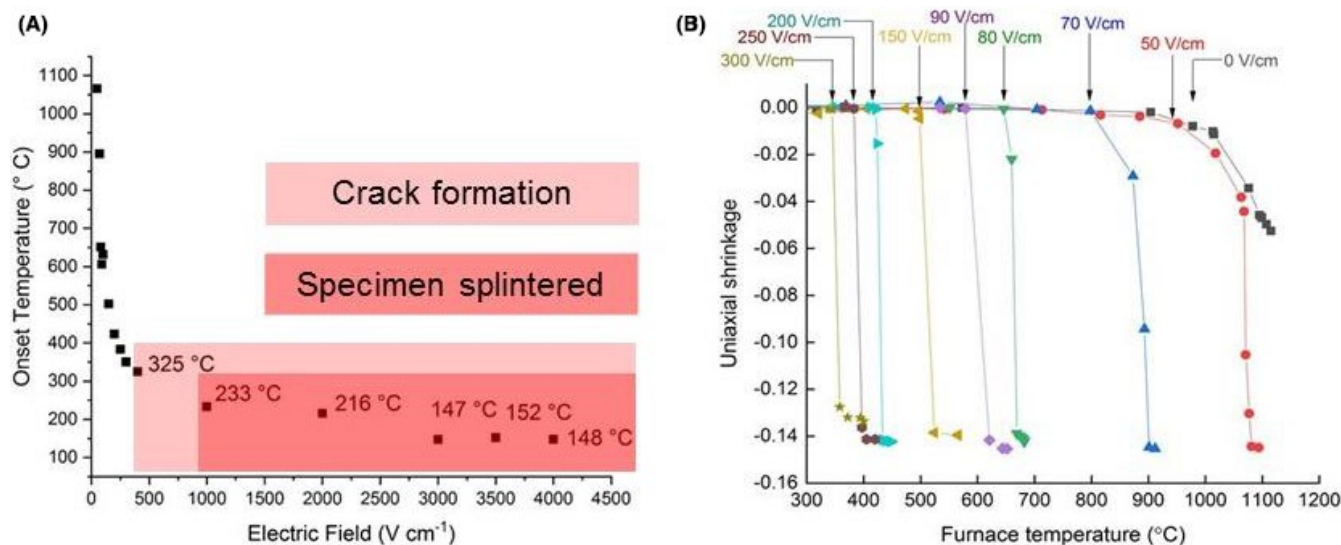 (A)
Onset Temperature (° C)
1100
1000
900
800
700
600
500
400
300
200
100
Crack formation
Specimen splintered
325 °C
233 °C
216 °C
147 °C
152 °C
148 °C
0 500 1000 1500 2000 2500 3000 3500 4000 4500
Electric Field (V cm⁻¹)
(B)
200 V/cm
250 V/cm
300 V/cm
150 V/cm
90 V/cm
80 V/cm
70 V/cm
50 V/cm
0 V/cm
Uniaxial shrinkage
0.00
-0.02
-0.04
-0.06
-0.08
-0.10
-0.12
-0.14
-0.16
300 400 500 600 700 800 900 1000 1100 1200
Furnace temperature (°C)